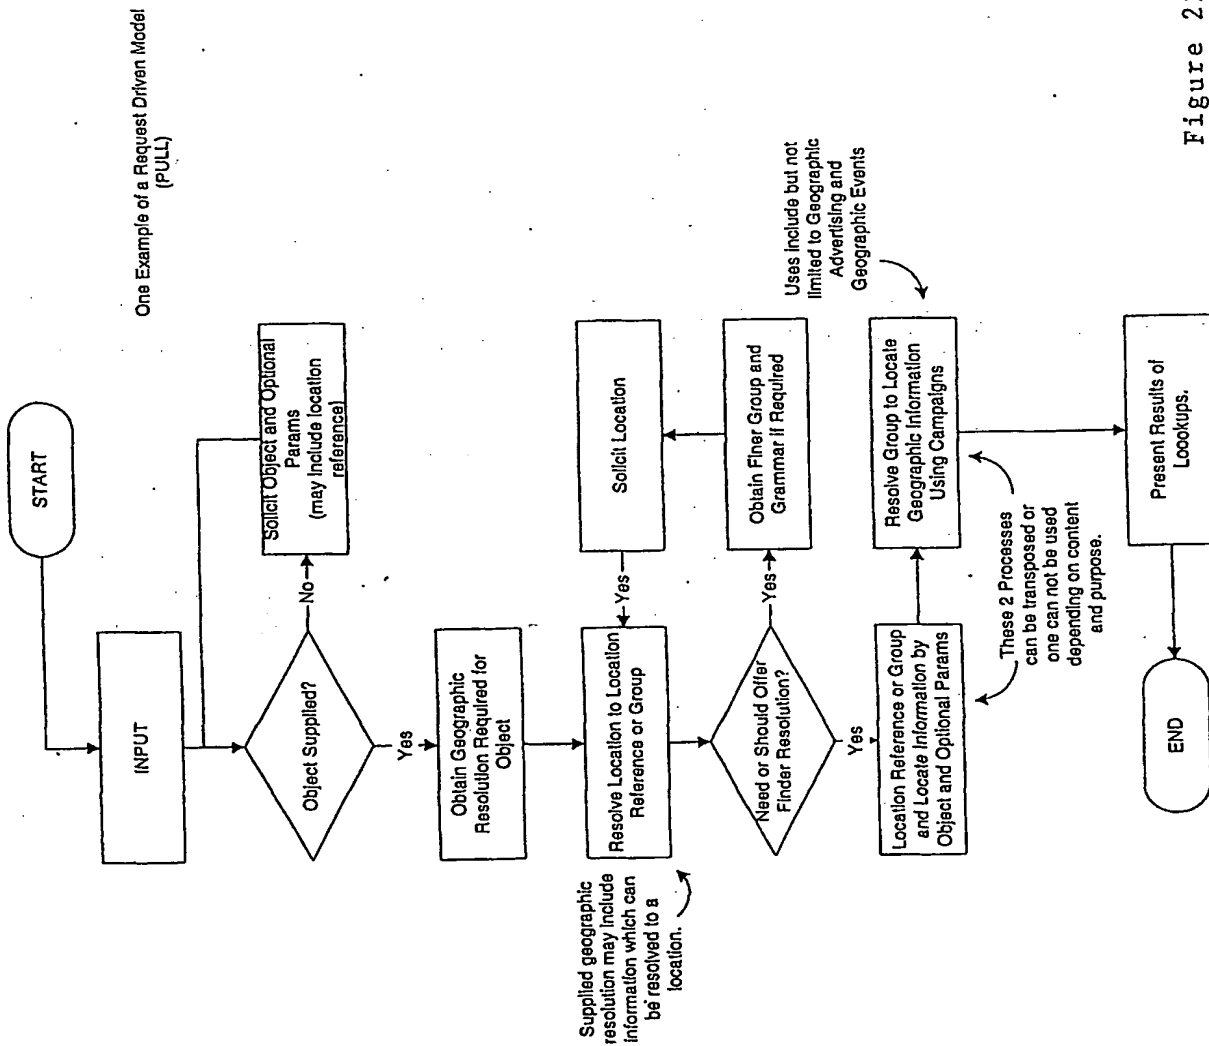 One Example of a Request Driven Model
(PULL)
START
INPUT
Object Supplied?
No
Solicit Object and Optional
Params
(may Include location
reference)
Yes
Obtain Geographic
Resolution Required for
Object
Supplied geographic
resolution may include
information which can
be resolved to a
location.
Resolve Location to Location
Reference or Group
Yes
Solicit Location
Need or Should Offer
Finder Resolution?
Yes
Obtain Finer Group and
Grammar if Required
Yes
Location Reference or Group
and Locate Information by
Object and Optional Params
Resolve Group to Locate
Geographic Information
Using Campaigns
Uses include but not
limited to Geographic
Advertising and
Geographic Events
These 2 Processes
can be transposed or
one can not be used
depending on content
and purpose.
Present Results of
Loookups.
END
Figure